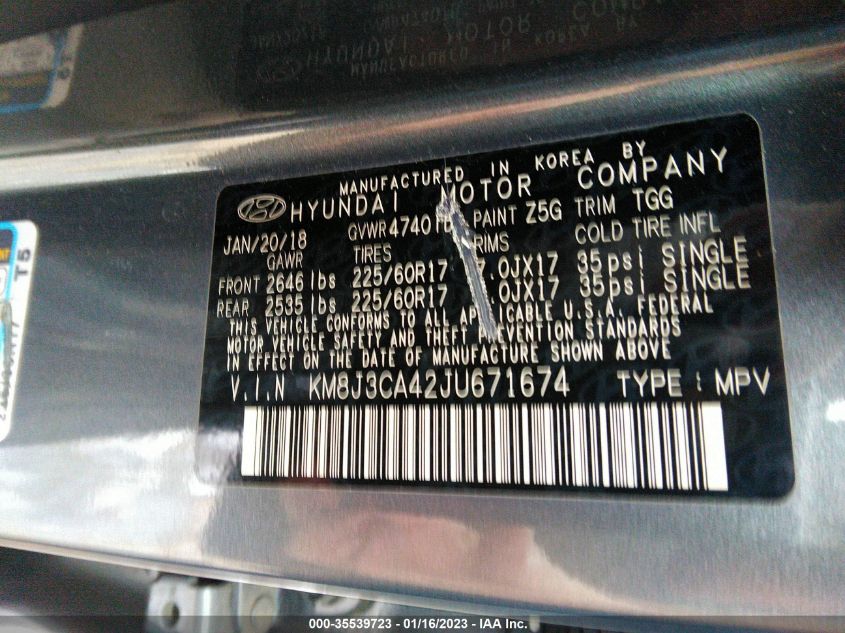 MANUFACTURED IN KOREA BY
HYUNDAI MOTOR COMPANY
JAN/20/18 GVWR 4740 PAINT Z5G TRIM TGG
GAWR TIRES RIMS COLD TIRE INFL
FRONT 2646 lbs 225/60R17 7.0JX17 35psi SINGLE
REAR 2535 lbs 225/60R17 .0JX17 35psi SINGLE
THIS VEHICLE CONFORMS TO ALL APPLICABLE U.S.A. FEDERAL
MOTOR VEHICLE SAFETY AND THEFT PREVENTION STANDARDS
IN EFFECT ON THE DATE OF MANUFACTURE SHOWN ABOVE
V.I.N KM8J3CA42JU671674 TYPE : MPV
000-35539723 - 01/16/2023 - IAA Inc.